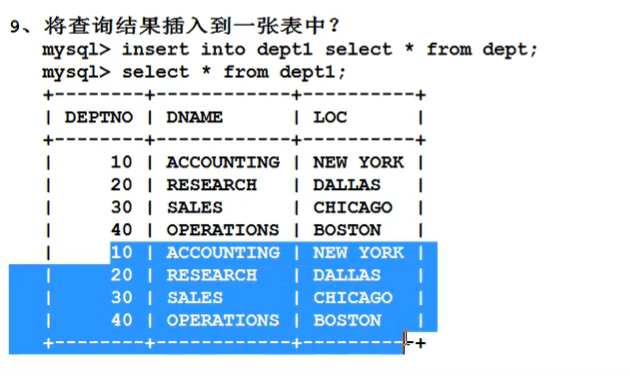 9、将查询结果插入到一张表中？
mysql> insert into dept1 select * from dept;
mysql> select * from dept1;
+--------+------------+----------+
| DEPTNO | DNAME      | LOC      |
+--------+------------+----------+
|     10 | ACCOUNTING | NEW YORK |
|     20 | RESEARCH   | DALLAS   |
|     30 | SALES      | CHICAGO  |
|     40 | OPERATIONS | BOSTON   |
|     10 | ACCOUNTING | NEW YORK |
|     20 | RESEARCH   | DALLAS   |
|     30 | SALES      | CHICAGO  |
|     40 | OPERATIONS | BOSTON   |
+--------+------------+----------+